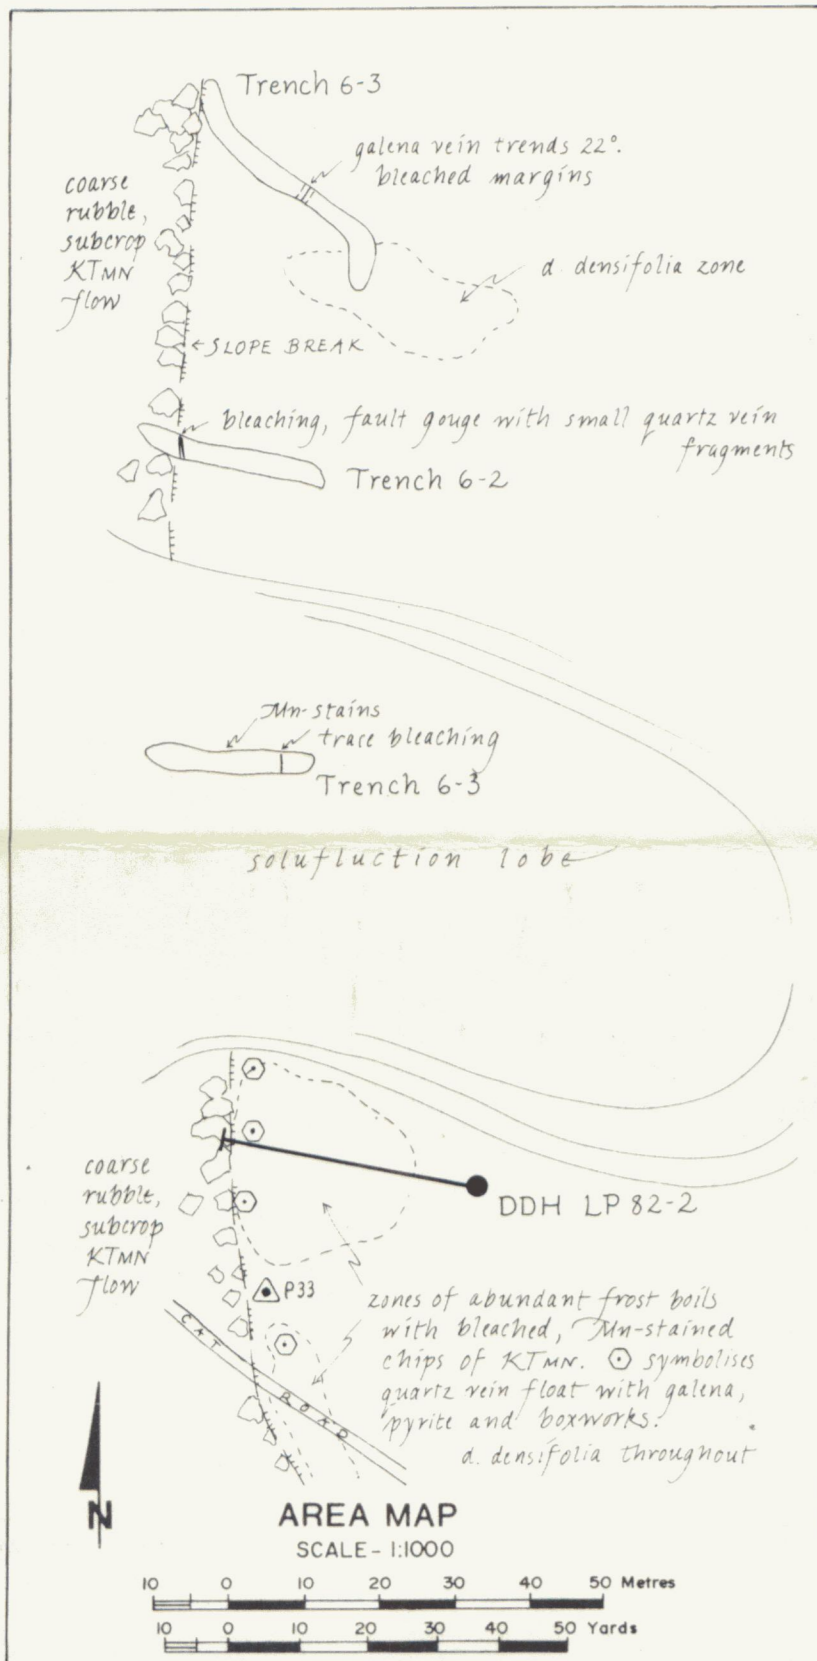 Trench 6-3
galena vein trends 22°.
bleached margins
coarse
rubble,
subcrop
KTMN
flow
d. densifolia zone
SLOPE BREAK
bleaching, fault gouge with small quartz vein
fragments
Trench 6-2
Mn-stains
trace bleaching
Trench 6-3
solufluction lobe
coarse
rubble,
subcrop
KTMN
flow
DDH LP 82-2
P33
zones of abundant frost boils
with bleached, Mn-stained
chips of KTMN. ⊙ symbolises
quartz vein float with galena,
pyrite and boxworks.
d. densifolia throughout
CAT ROAD
N
AREA MAP
SCALE - 1:1000
10 0 10 20 30 40 50 Metres
10 0 10 20 30 40 50 Yards